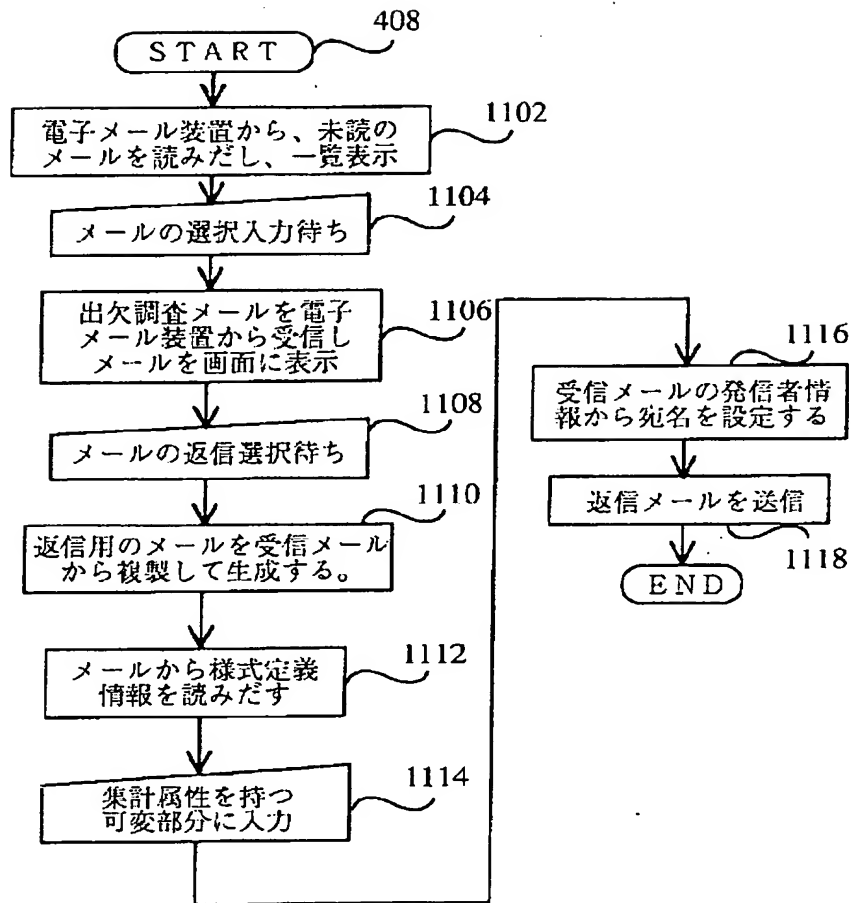 408
START
1102
電子メール装置から、未読の
メールを読みだし、一覧表示
1104
メールの選択入力待ち
1106
出欠調査メールを電子
メール装置から受信し
メールを画面に表示
1108
メールの返信選択待ち
1110
返信用のメールを受信メール
から複製して生成する。
1112
メールから様式定義
情報を読みだす
1114
集計属性を持つ
可変部分に入力
1116
受信メールの発信者情
報から宛名を設定する
返信メールを送信
1118
END